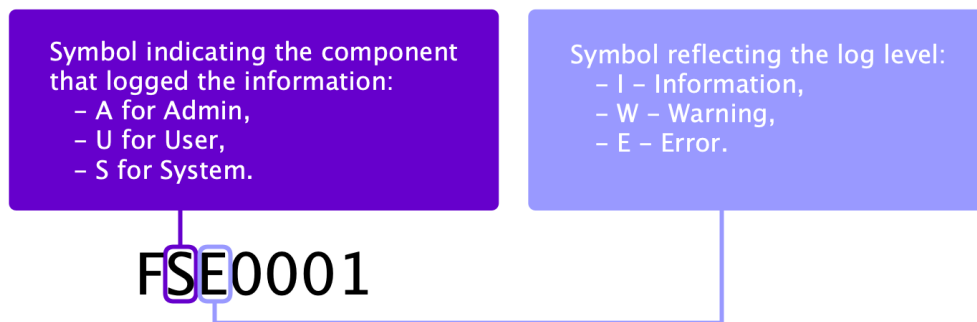 Symbol indicating the component
that logged the information:
– A for Admin,
– U for User,
– S for System.
Symbol reflecting the log level:
– I – Information,
– W – Warning,
– E – Error.
FSE0001